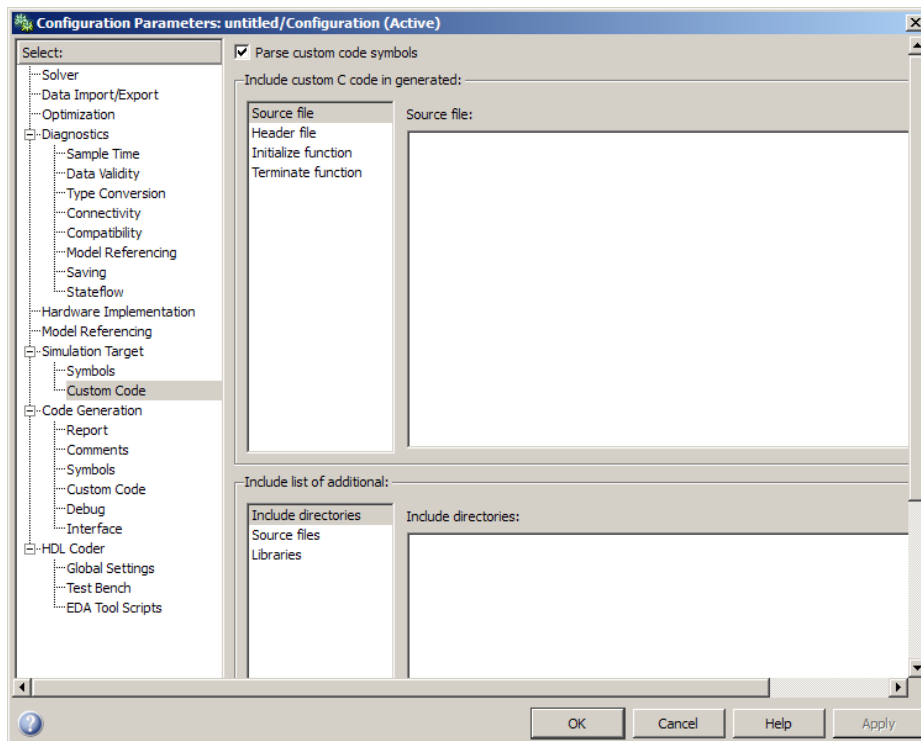 Configuration Parameters: untitled/Configuration (Active)
Select:
Solver
Data Import/Export
Optimization
Diagnostics
Sample Time
Data Validity
Type Conversion
Connectivity
Compatibility
Model Referencing
Saving
Stateflow
Hardware Implementation
Model Referencing
Simulation Target
Symbols
Custom Code
Code Generation
Report
Comments
Symbols
Custom Code
Debug
Interface
HDL Coder
Global Settings
Test Bench
EDA Tool Scripts
Parse custom code symbols
Include custom C code in generated:
Source file
Header file
Initialize function
Terminate function
Source file:
Include list of additional:
Include directories
Source files
Libraries
Include directories:
OK
Cancel
Help
Apply